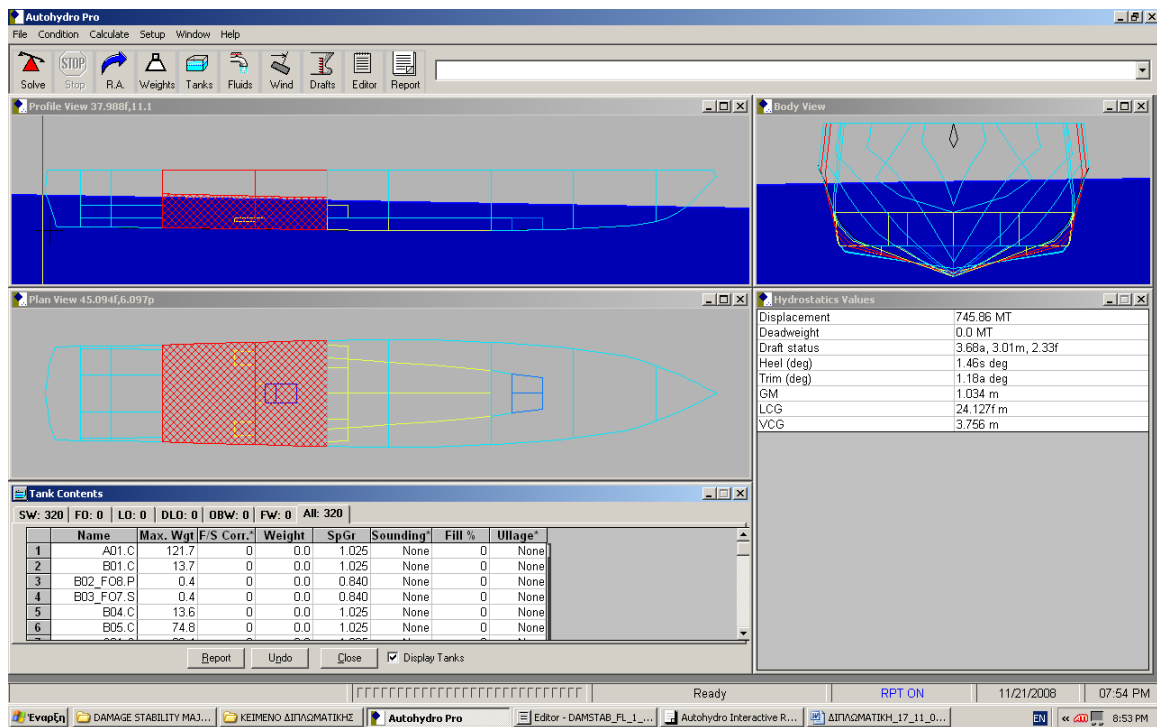 Autohydro Pro
File Condition Calculate Setup Window Help
Solve Stop R.A. Weights Tanks Fluids Wind Drafts Editor Report
Profile View 37.988f,11.1
Body View
Plan View 45.094f,6.097p
Hydrostatics Values
Displacement 745.86 MT
Deadweight 0.0 MT
Draft status 3.68a, 3.01m, 2.33f
Heel (deg) 1.46s deg
Trim (deg) 1.18a deg
GM 1.034 m
LCG 24.127f m
VCG 3.756 m
Tank Contents
SW: 320 FO: 0 LO: 0 DLO: 0 OBW: 0 FW: 0 All: 320
Name Max. Wgt F/S Corr.* Weight SpGr Sounding* Fill % Ullage*
1 A01.C 121.7 0 0.0 1.025 None 0 None
2 B01.C 13.7 0 0.0 1.025 None 0 None
3 B02_FO8.P 0.4 0 0.0 0.840 None 0 None
4 B03_FO7.S 0.4 0 0.0 0.840 None 0 None
5 B04.C 13.6 0 0.0 1.025 None 0 None
6 B05.C 74.8 0 0.0 1.025 None 0 None
Report Undo Close Display Tanks
Ready RPT ON 11/21/2008 07:54 PM
Έναρξη DAMAGE STABILITY MAJ... ΚΕΙΜΕΝΟ ΔΙΠΛΩΜΑΤΙΚΗΣ Autohydro Pro Editor - DAMSTAB_FL_1_... Autohydro Interactive R... ΔΙΠΛΩΜΑΤΙΚΗ_17_11_0... EN « 8:53 PM